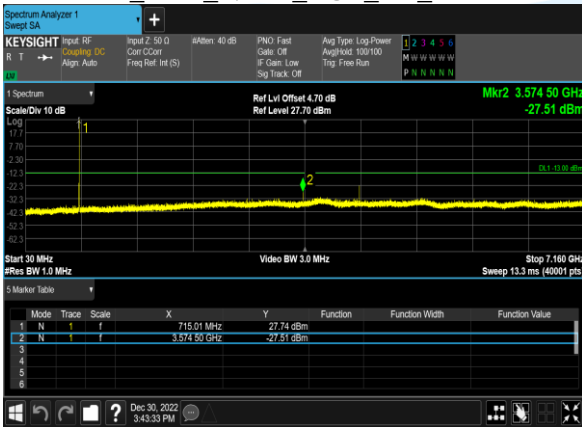 Spectrum Analyzer 1
Swept SA
+
KEYSIGHT Input: RF Input Z: 50 Ω #Atten: 40 dB PNO: Fast Avg Type: Log-Power 1 2 3 4 5 6
R T Coupling: DC Corr CCorr Gate: Off Avg|Hold: 100/100 M W W W W W
Align: Auto Freq Ref: Int (S) IF Gain: Low Trig: Free Run P N N N N N
LXI Sig Track: Off
1 Spectrum Ref Lvl Offset 4.70 dB Mkr2 3.574 50 GHz
Scale/Div 10 dB Ref Level 27.70 dBm -27.51 dBm
Log
1
17.7
7.70
-2.30
-12.3 DL1 -13.00 dBm
2
-22.3
-32.3
-42.3
-52.3
-62.3
Start 30 MHz Video BW 3.0 MHz Stop 7.160 GHz
#Res BW 1.0 MHz Sweep 13.3 ms (40001 pts
5 Marker Table
Mode Trace Scale X Y Function Function Width Function Value
1 N 1 f 715.01 MHz 27.74 dBm
2 N 1 f 3.574 50 GHz -27.51 dBm
3
4
5
6
? Dec 30, 2022
3:43:33 PM